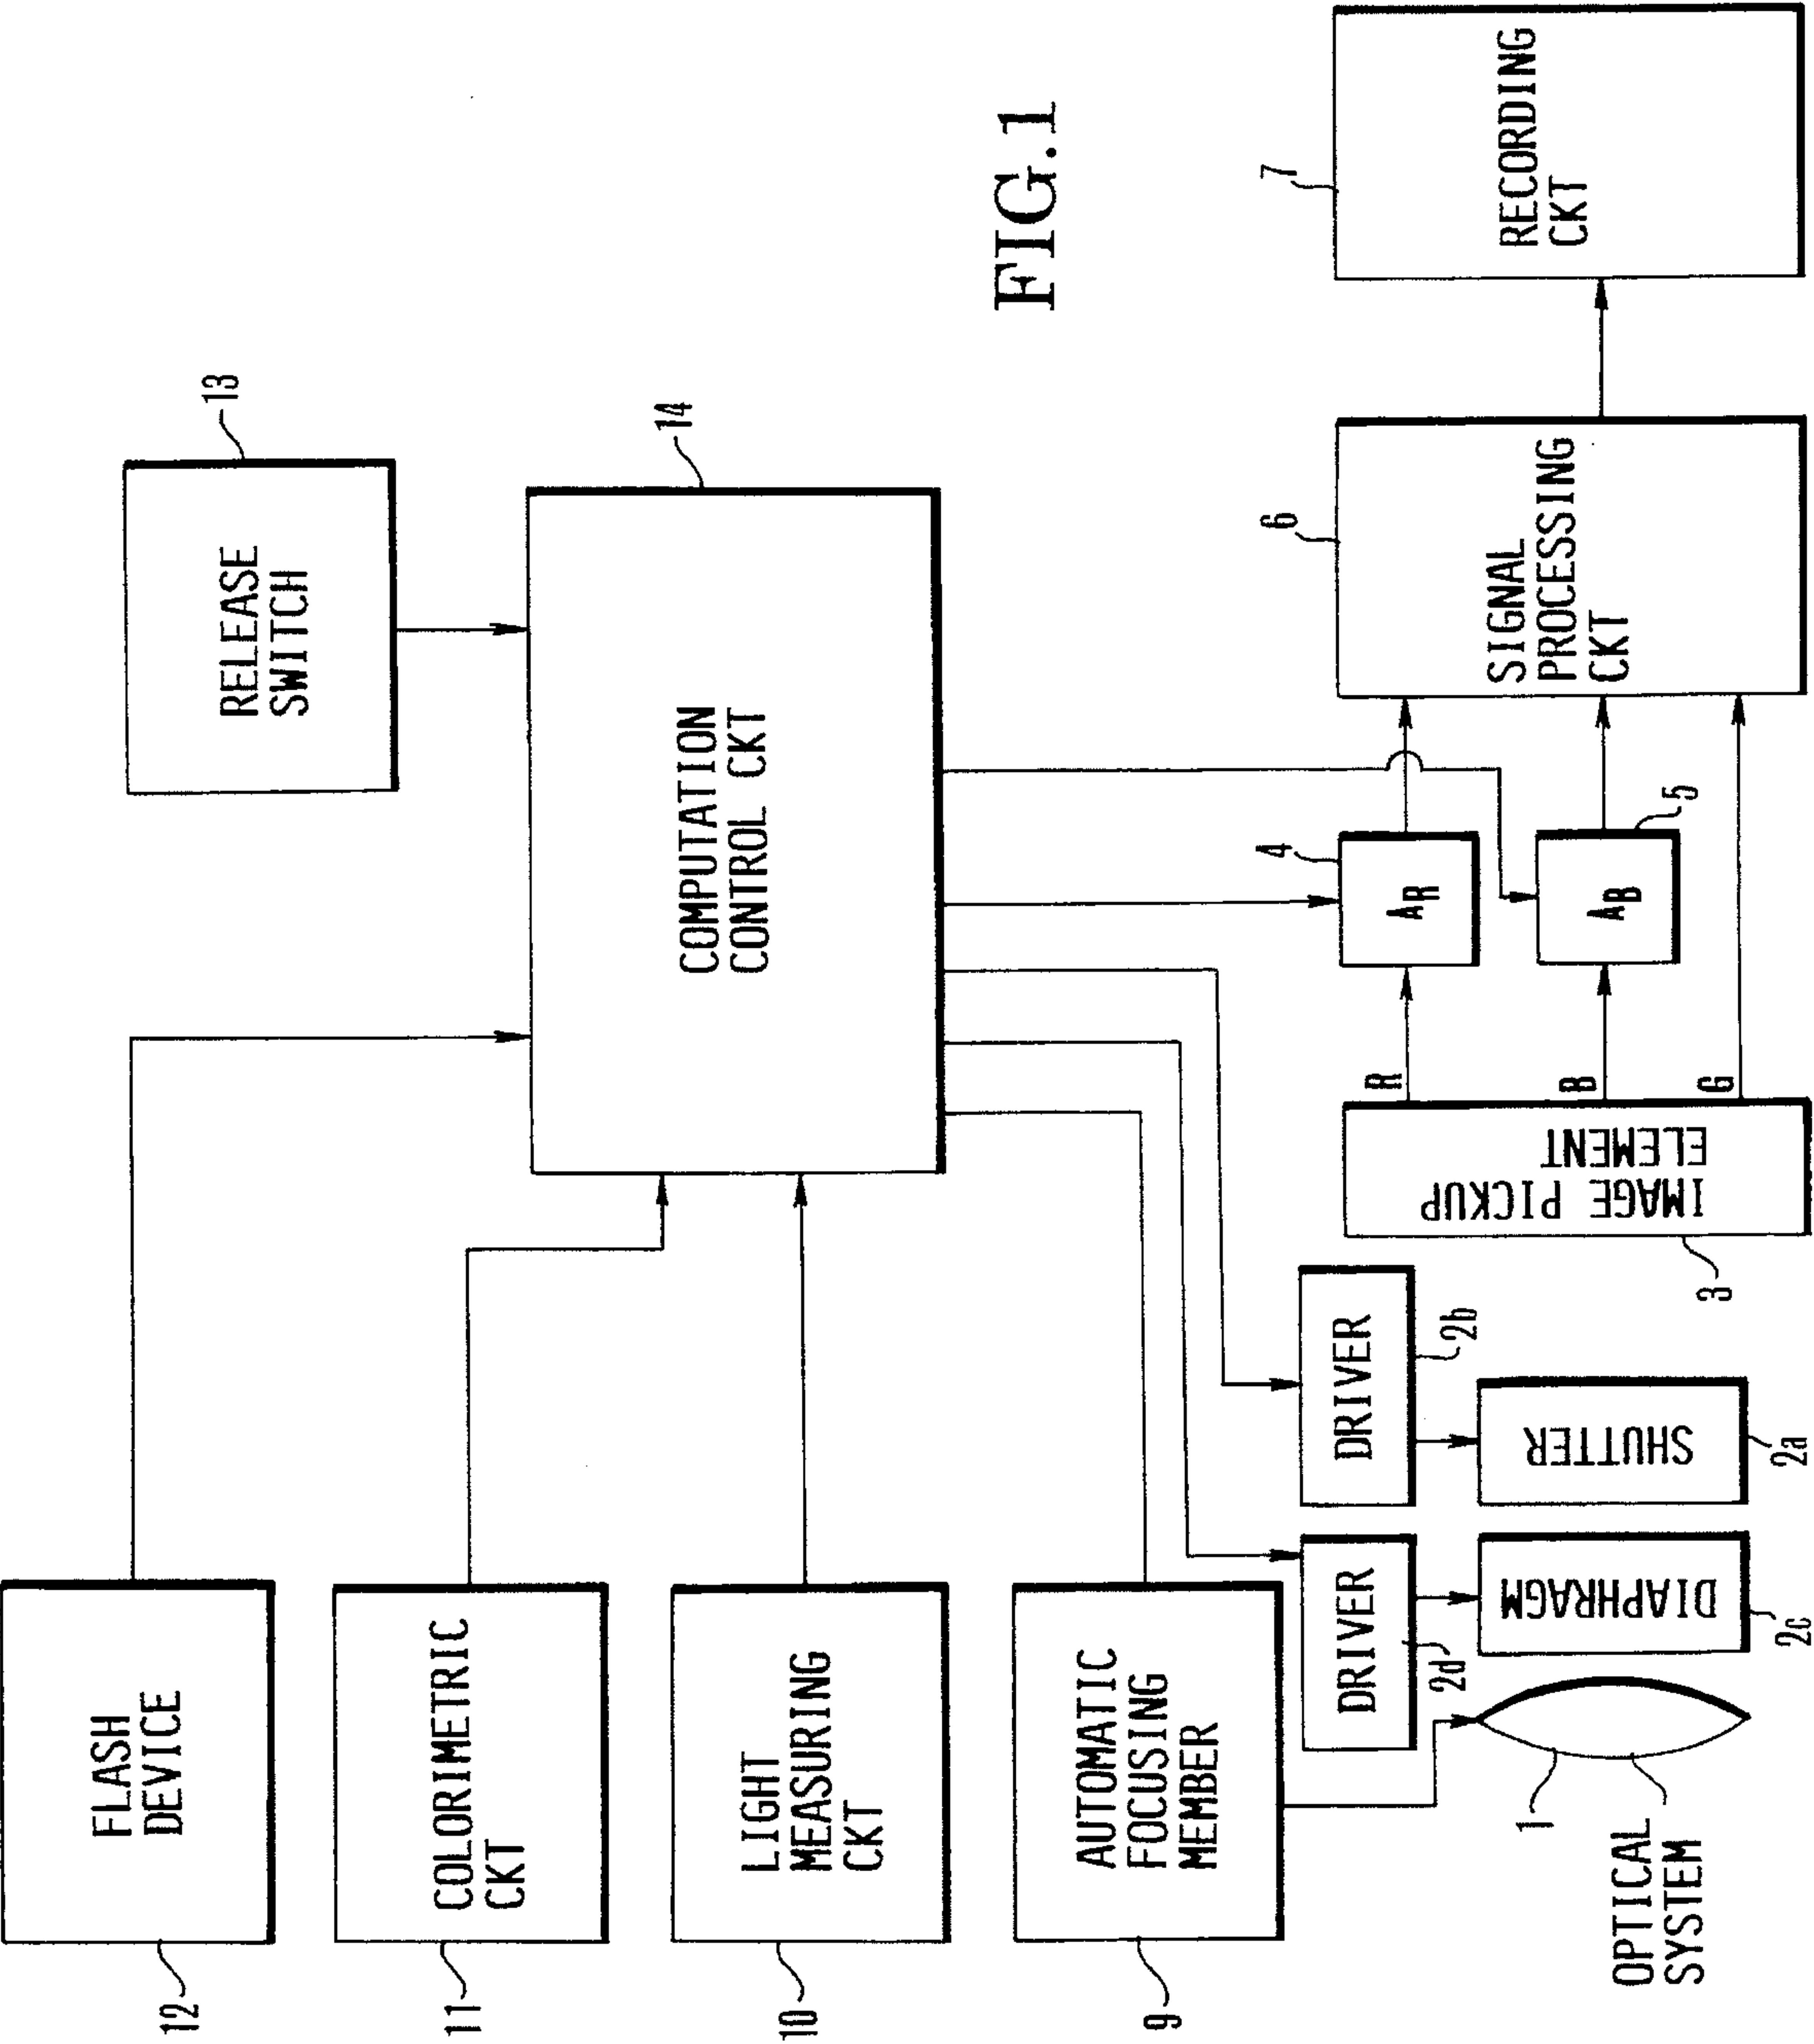 12
FLASH
DEVICE
11
COLORIMETRIC
CKT
10
LIGHT
MEASURING
CKT
9
AUTOMATIC
FOCUSING
MEMBER
RELEASE
SWITCH
13
COMPUTATION
CONTROL CKT
14
FIG.1
DRIVER
2d
DRIVER
2b
DIAPHRAGM
2c
SHUTTER
2a
1
OPTICAL
SYSTEM
IMAGE PICKUP
ELEMENT
3
R
B
G
4
AR
AB
5
6
SIGNAL
PROCESSING
CKT
7
RECORDING
CKT